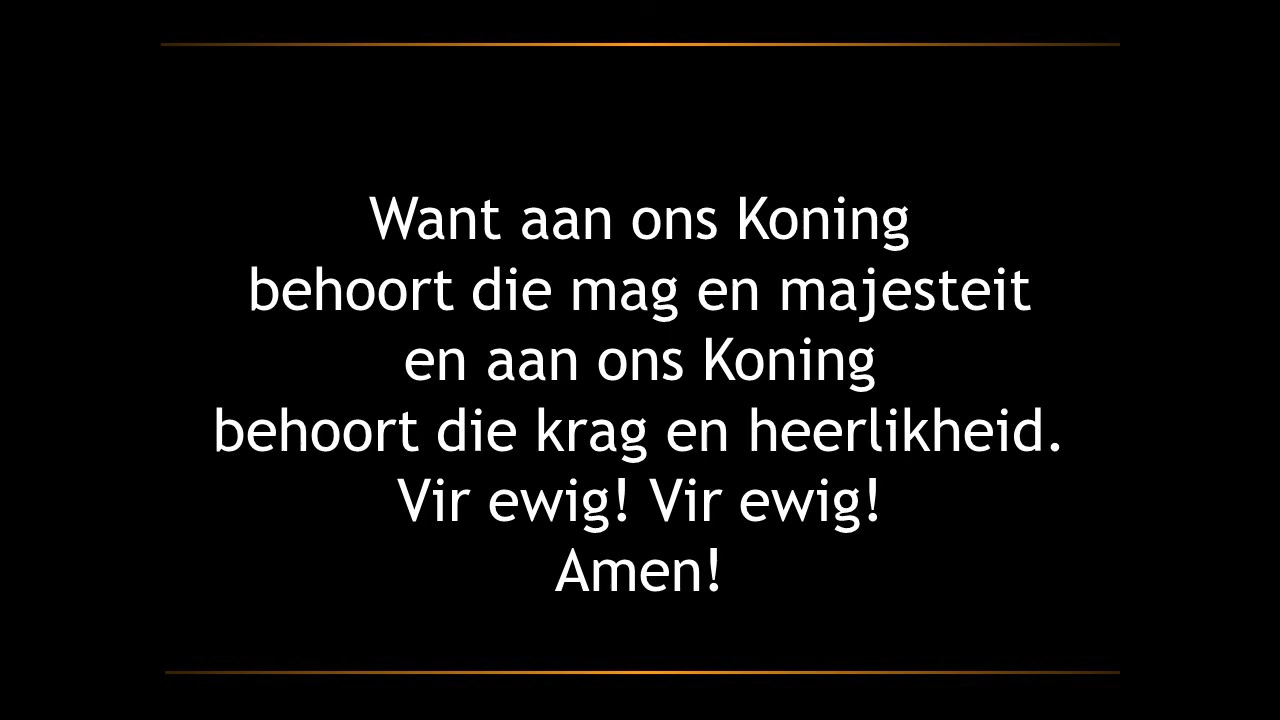 Want aan ons Koning
behoort die mag en majesteit
en aan ons Koning
behoort die krag en heerlikheid.
Vir ewig! Vir ewig!
Amen!